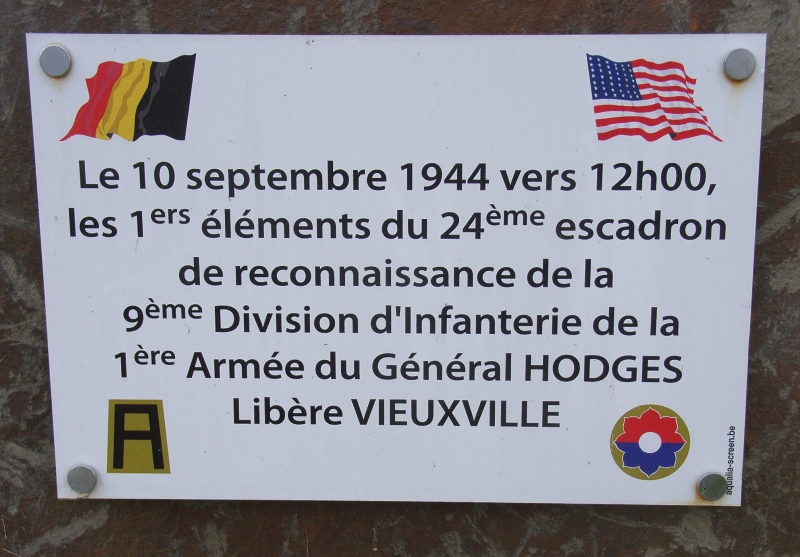 Le 10 septembre 1944 vers 12h00,
les 1ers éléments du 24ème escadron
de reconnaissance de la
9ème Division d'Infanterie de la
1ère Armée du Général HODGES
Libère VIEUXVILLE
A
aqualia-screen.be